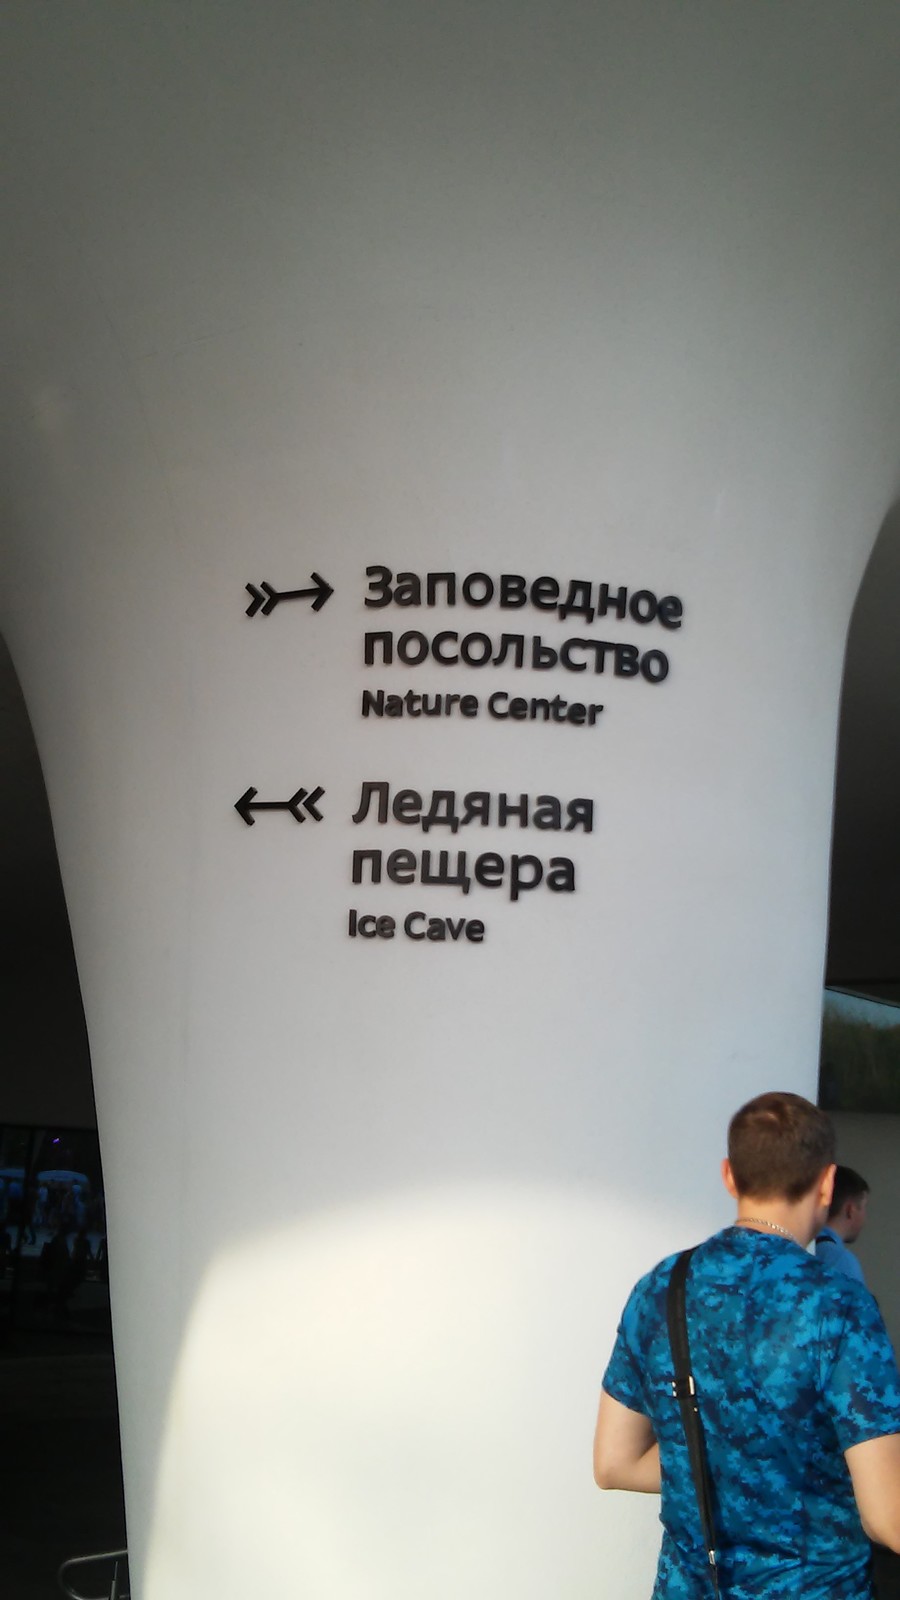 Заповедное
посольство
Nature Center
Ледяная
пещера
Ice Cave